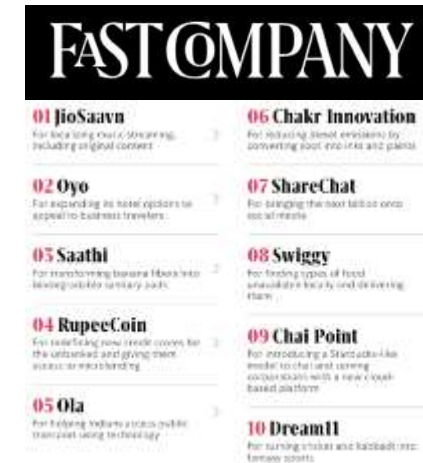 FAST COMPANY
01 JioSaavn
For localizing music streaming,
including original content
02 Oyo
For expanding its hotel options to
appeal to business travelers
03 Saathi
For transforming banana fibers into
biodegradable sanitary pads
04 RupeeCoin
For redefining new credit scores for
the unbanked and giving them
access to microlending
05 Ola
For helping Indians access public
transport using technology
06 Chakr Innovation
For reducing diesel emissions by
converting soot into inks and paints
07 ShareChat
For bringing the next billion onto
social media
08 Swiggy
For finding types of food
unavailable locally and delivering
them
09 Chai Point
For introducing a Starbucks-like
model to chai and serving
corporations with a new cloud-
based platform
10 Dream11
For turning cricket and kabbadi into
fantasy sports